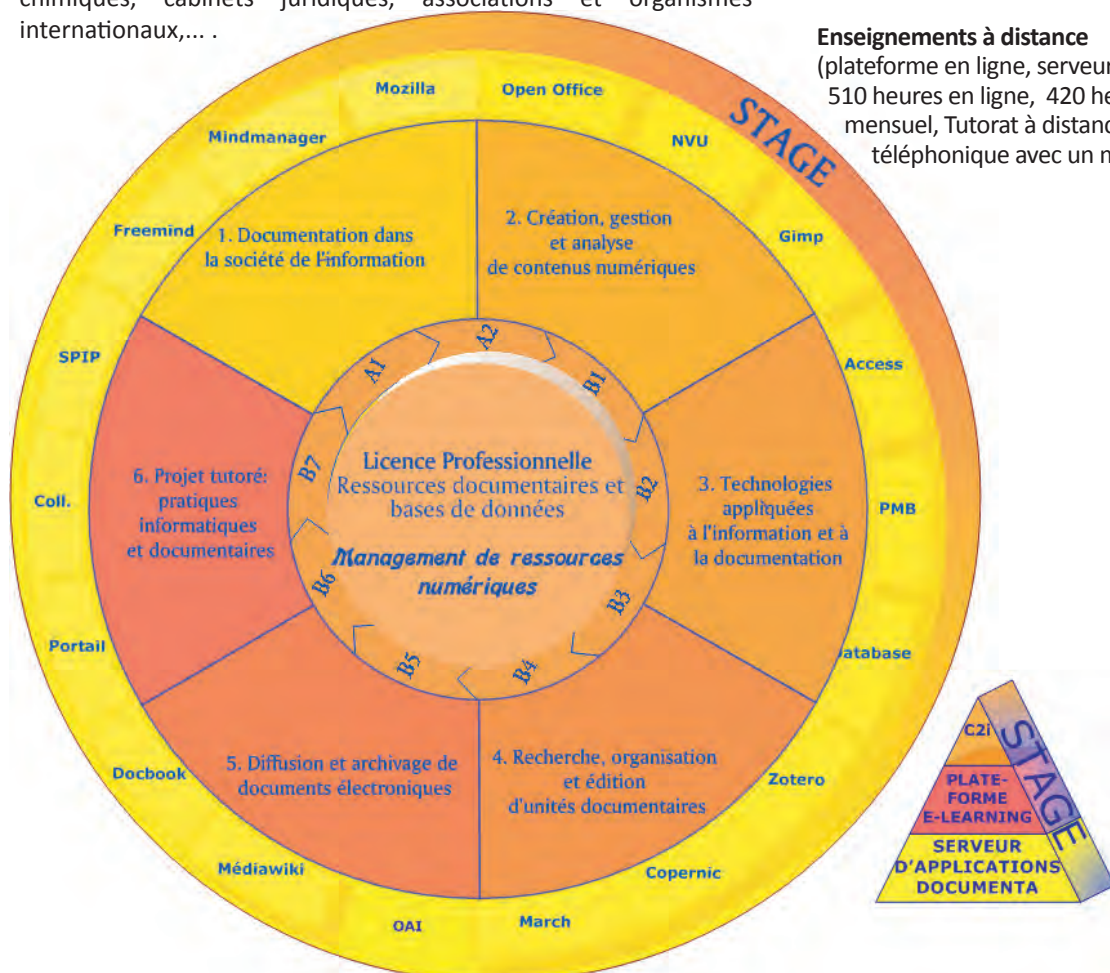 chimiques, cabinets juridiques, associations et organismes
internationaux,... .
Enseignements à distance
(plateforme en ligne, serveur
510 heures en ligne, 420 he
mensuel, Tutorat à distanc
téléphonique avec un m
STAGE
Mozilla
Open Office
NVU
Gimp
Access
PMB
Database
Zotero
Copernic
March
OAI
Médiawiki
Docbook
Portail
Coll.
SPIP
Freemind
Mindmanager
1. Documentation dans
la société de l'information
2. Création, gestion
et analyse
de contenus numériques
3. Technologies
appliquées
à l'information et à
la documentation
4. Recherche, organisation
et édition
d'unités documentaires
5. Diffusion et archivage de
documents électroniques
6. Projet tutoré:
pratiques
informatiques
et documentaires
A1
A2
B1
B2
B3
B4
B5
B6
B7
Licence Professionnelle
Ressources documentaires et
bases de données
Management de ressources
numériques
C2i
PLATE-
FORME
E-LEARNING
SERVEUR
D'APPLICATIONS
DOCUMENTA
STAGE